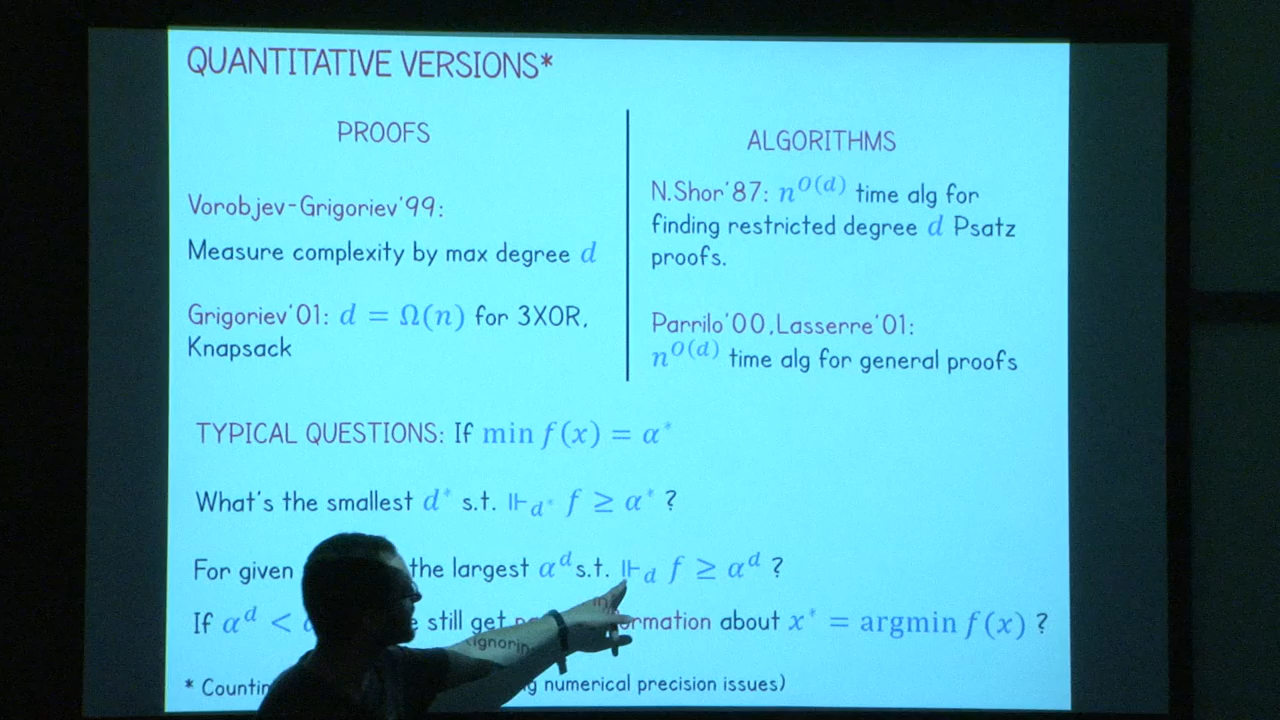 QUANTITATIVE VERSIONS*
PROOFS
Vorobjev-Grigoriev'99:
Measure complexity by max degree d
Grigoriev'01: d = Ω(n) for 3XOR,
Knapsack
ALGORITHMS
N.Shor'87: n^{O(d)} time alg for
finding restricted degree d Psatz
proofs.
Parrilo'00,Lasserre'01:
n^{O(d)} time alg for general proofs
TYPICAL QUESTIONS: If min f(x) = α*
What's the smallest d* s.t. ⊩_{d*} f ≥ α* ?
For given the largest α^d s.t. ⊩_d f ≥ α^d ?
If α^d < still get about x* = argmin f(x) ?
* numerical precision issues)